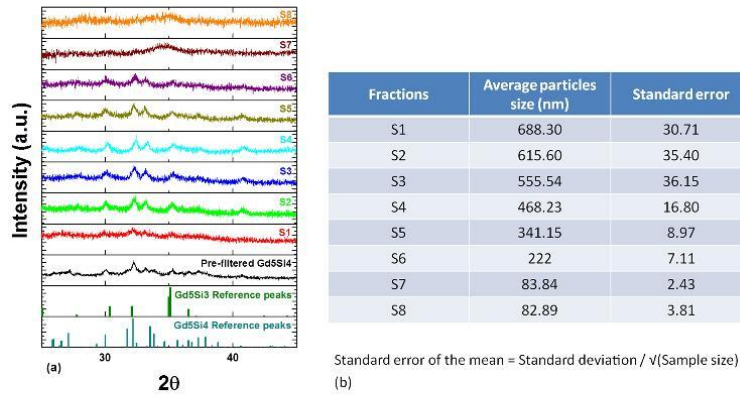 Intensity (a.u.)
S8
S7
S6
S5
S4
S3
S2
S1
Pre-filtered Gd5Si4
Gd5Si3 Reference peaks
Gd5Si4 Reference peaks
(a)
30
40
2θ
Fractions Average particles size (nm) Standard error
S1 688.30 30.71
S2 615.60 35.40
S3 555.54 36.15
S4 468.23 16.80
S5 341.15 8.97
S6 222 7.11
S7 83.84 2.43
S8 82.89 3.81
Standard error of the mean = Standard deviation / √(Sample size)
(b)